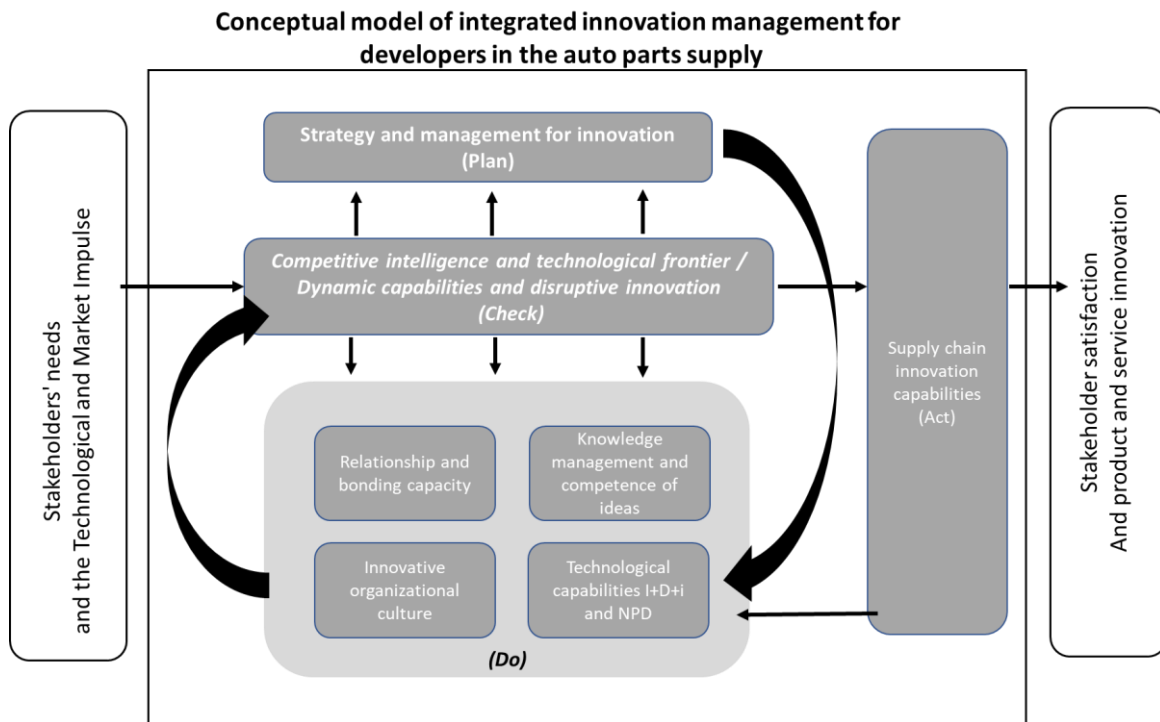 Conceptual model of integrated innovation management for
developers in the auto parts supply
Stakeholders' needs
and the Technological and Market Impulse
Strategy and management for innovation
(Plan)
Competitive intelligence and technological frontier /
Dynamic capabilities and disruptive innovation
(Check)
Relationship and
bonding capacity
Knowledge
management and
competence of
ideas
Innovative
organizational
culture
Technological
capabilities I+D+i
and NPD
(Do)
Supply chain
innovation
capabilities
(Act)
Stakeholder satisfaction
And product and service innovation